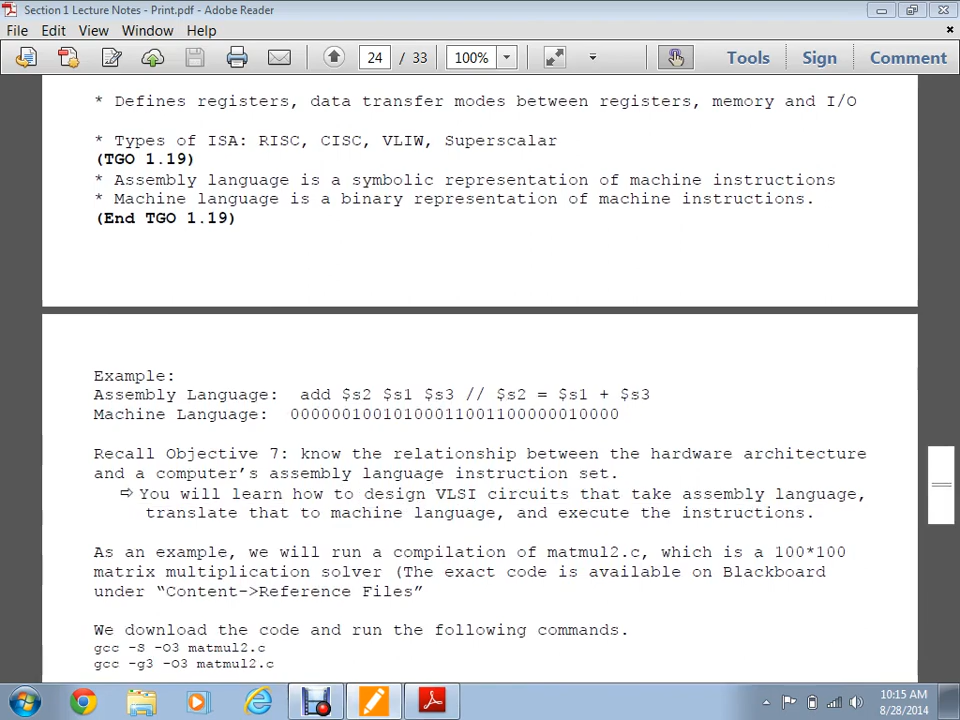 Section 1 Lecture Notes - Print.pdf - Adobe Reader
File Edit View Window Help
24 / 33 100% Tools Sign Comment
* Defines registers, data transfer modes between registers, memory and I/O
* Types of ISA: RISC, CISC, VLIW, Superscalar
(TGO 1.19)
* Assembly language is a symbolic representation of machine instructions
* Machine language is a binary representation of machine instructions.
(End TGO 1.19)
Example:
Assembly Language: add $s2 $s1 $s3 // $s2 = $s1 + $s3
Machine Language: 00000010010100011001100000010000
Recall Objective 7: know the relationship between the hardware architecture
and a computer's assembly language instruction set.
⇨ You will learn how to design VLSI circuits that take assembly language,
translate that to machine language, and execute the instructions.
As an example, we will run a compilation of matmul2.c, which is a 100*100
matrix multiplication solver (The exact code is available on Blackboard
under “Content->Reference Files”
We download the code and run the following commands.
gcc -S -O3 matmul2.c
gcc -g3 -O3 matmul2.c
10:15 AM
8/28/2014